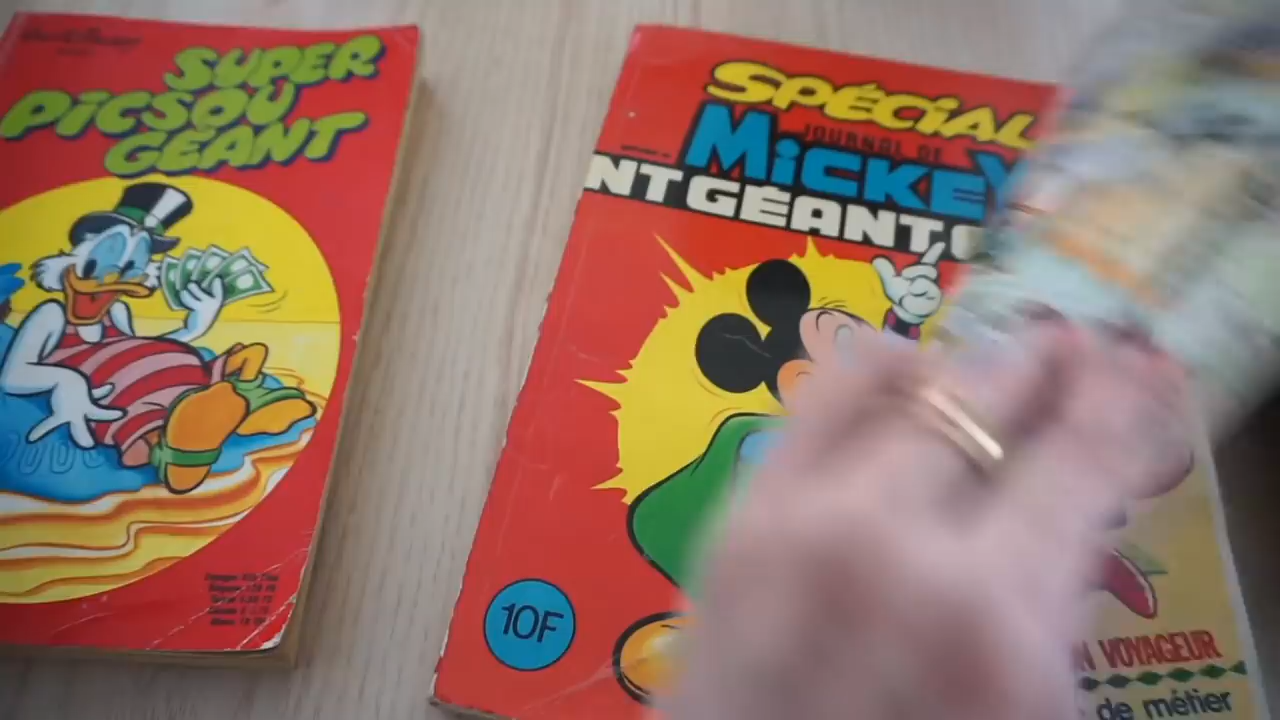 SUPER
PiCSOU
GÉANT
SPÉCiAL
JOURNAL DE
MiCKEY
NT GÉANT
10F
N VOYAGEUR
de métier